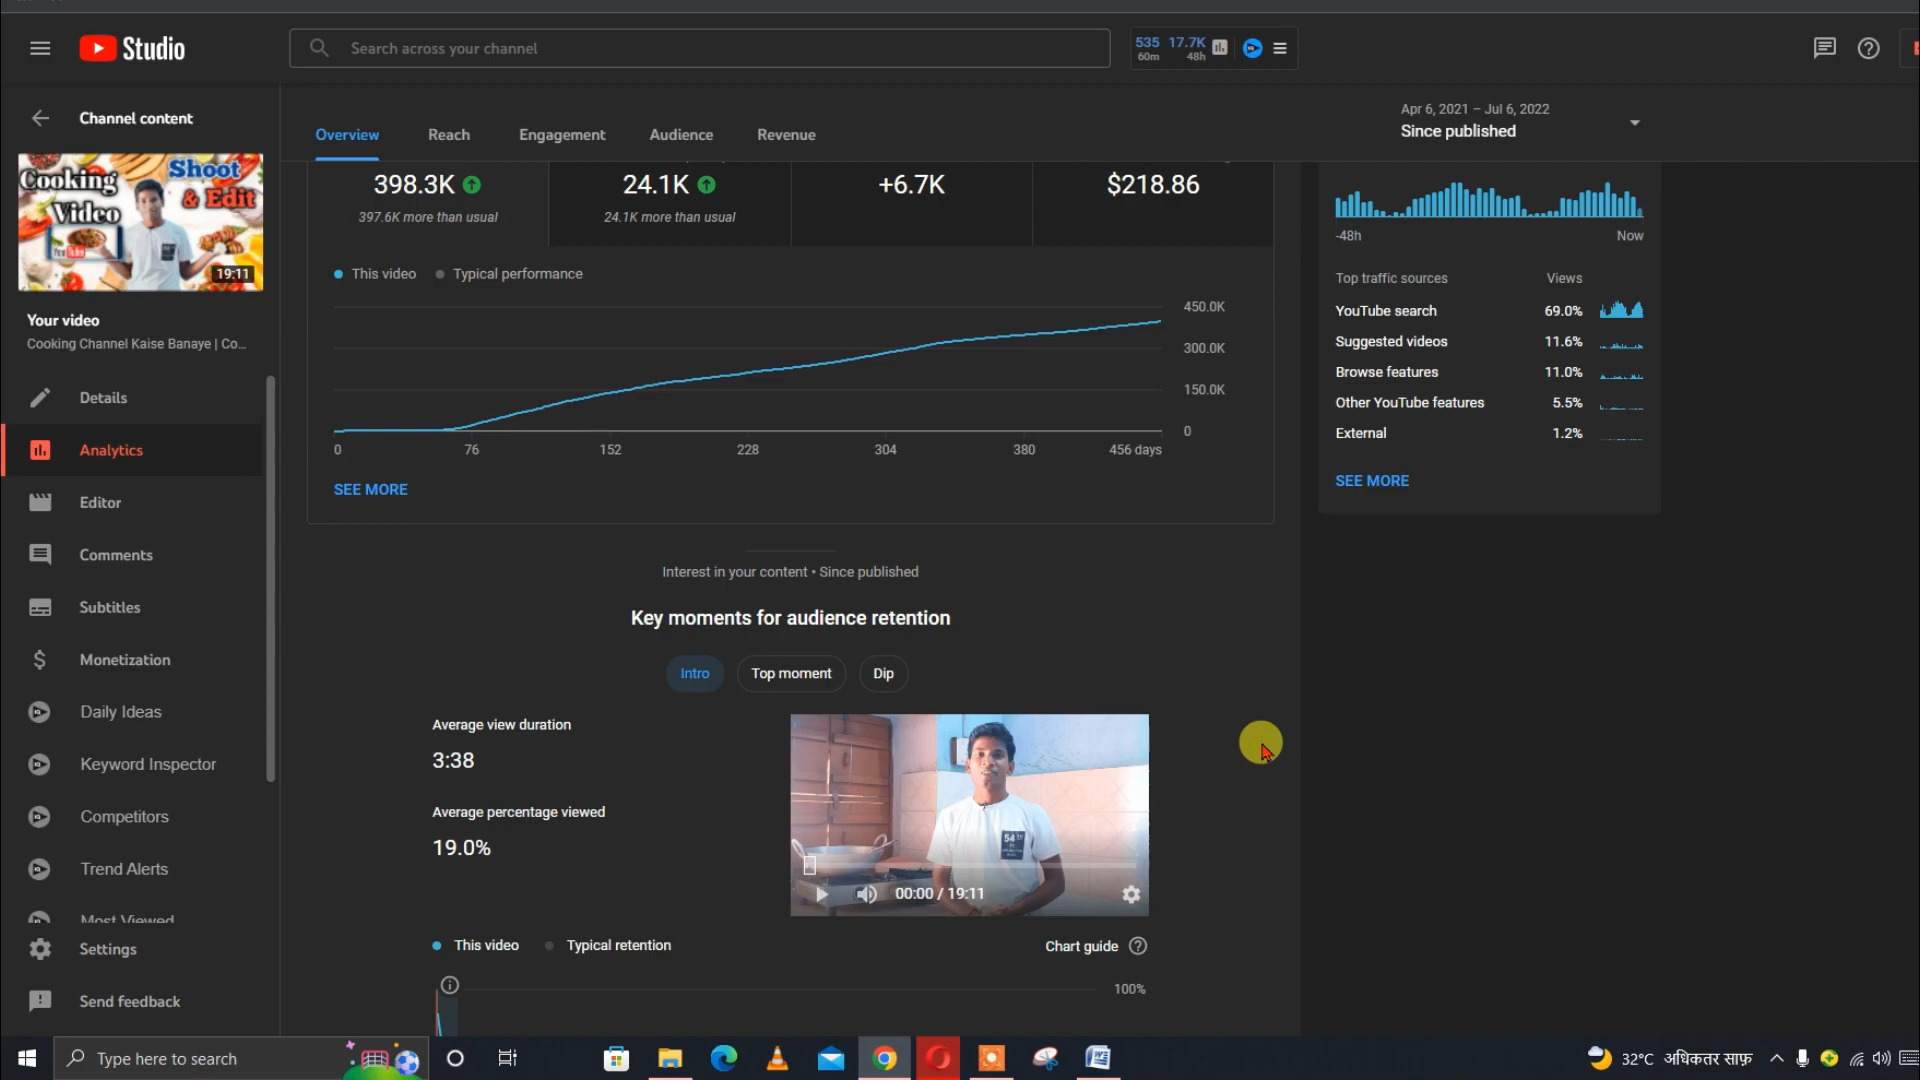 Studio
Search across your channel
535 17.7K
60m 48h
Channel content
Cooking
Video
Shoot
& Edit
YouTube
19:11
Your video
Cooking Channel Kaise Banaye | Co...
Details
Analytics
Editor
Comments
Subtitles
Monetization
Daily Ideas
Keyword Inspector
Competitors
Trend Alerts
Most Viewed
Settings
Send feedback
Overview
Reach
Engagement
Audience
Revenue
Apr 6, 2021 – Jul 6, 2022
Since published
398.3K
397.6K more than usual
24.1K
24.1K more than usual
+6.7K
$218.86
This video
Typical performance
450.0K
300.0K
150.0K
0
0 76 152 228 304 380 456 days
SEE MORE
-48h Now
Top traffic sources Views
YouTube search 69.0%
Suggested videos 11.6%
Browse features 11.0%
Other YouTube features 5.5%
External 1.2%
SEE MORE
Interest in your content • Since published
Key moments for audience retention
Intro
Top moment
Dip
Average view duration
3:38
Average percentage viewed
19.0%
54TH
00:00 / 19:11
This video
Typical retention
Chart guide
100%
Type here to search
32°C अधिकतर साफ़